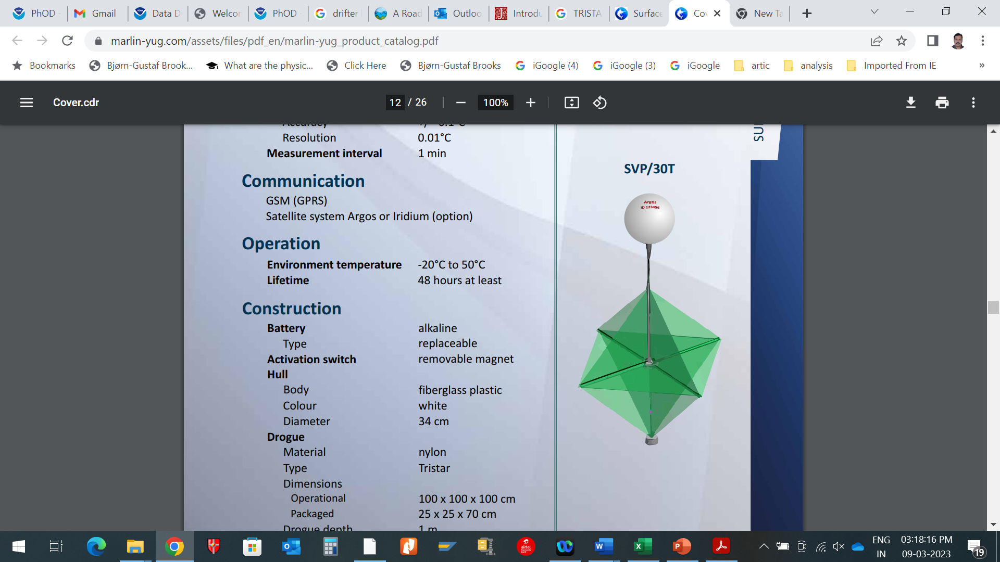 PhOD
Gmail
Data D
Welcor
PhOD
drifter
A Road
Outloo
Introdu
TRISTA
Surface
Cov
New Ta
marlin-yug.com/assets/files/pdf_en/marlin-yug_product_catalog.pdf
Bookmarks
Bjørn-Gustaf Brook...
What are the physic...
Click Here
Bjørn-Gustaf Brooks
iGoogle (4)
iGoogle (3)
iGoogle
artic
analysis
Imported From IE
»
Cover.cdr
12 / 26
100%
Resolution 0.01°C
Measurement interval 1 min
Communication
GSM (GPRS)
Satellite system Argos or Iridium (option)
Operation
Environment temperature -20°C to 50°C
Lifetime 48 hours at least
Construction
Battery alkaline
Type replaceable
Activation switch removable magnet
Hull
Body fiberglass plastic
Colour white
Diameter 34 cm
Drogue
Material nylon
Type Tristar
Dimensions
Operational 100 x 100 x 100 cm
Packaged 25 x 25 x 70 cm
Drogue depth 1 m
SU
SVP/30T
Argos
ID 123456
airtel
ENG
IN
03:18:16 PM
09-03-2023
19